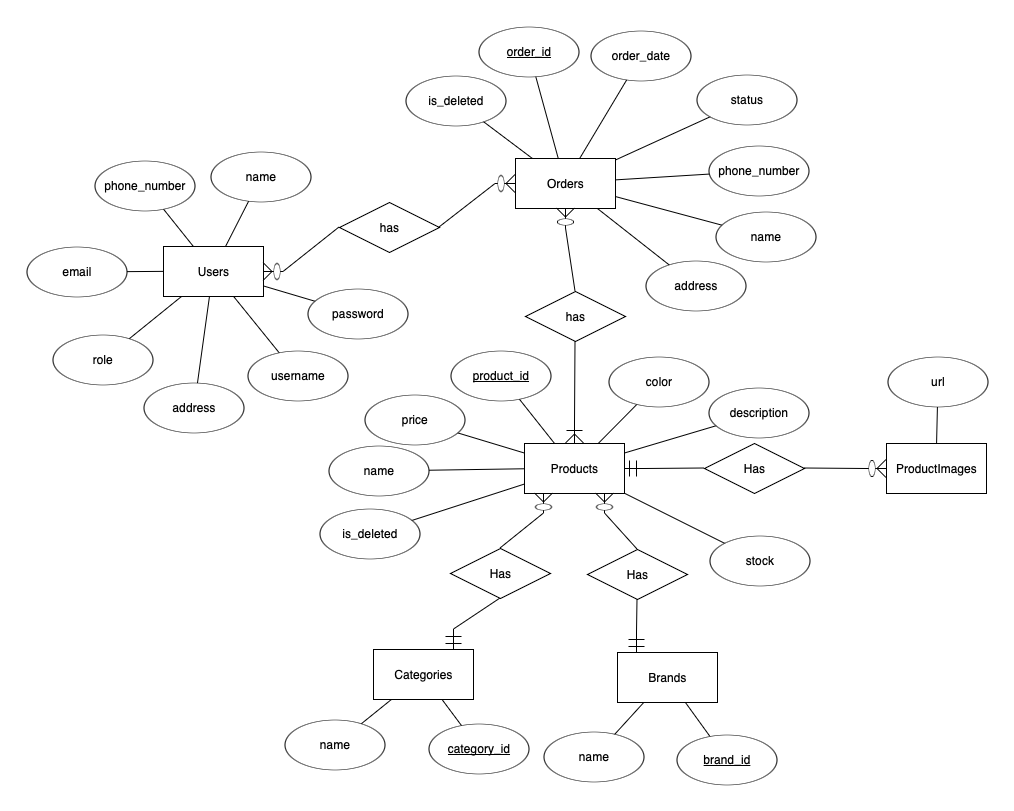 order_id
order_date
is_deleted
status
phone_number
name
Orders
phone_number
name
has
email
Users
address
password
role
username
address
has
product_id
color
url
price
description
name
Products
Has
ProductImages
is_deleted
stock
Has
Has
Categories
Brands
name
category_id
name
brand_id
name